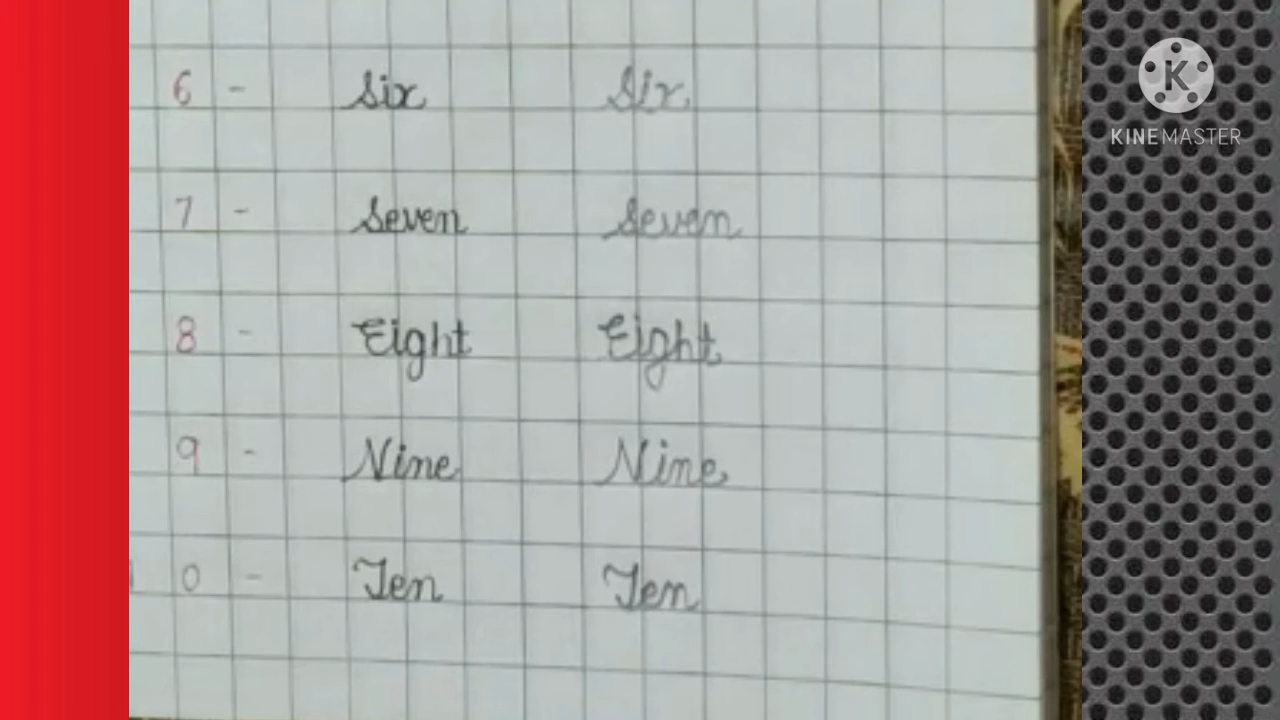 6 - Six Six
7 - Seven Seven
8 - Eight Eight
9 - Nine Nine
10 - Ten Ten
KINEMASTER